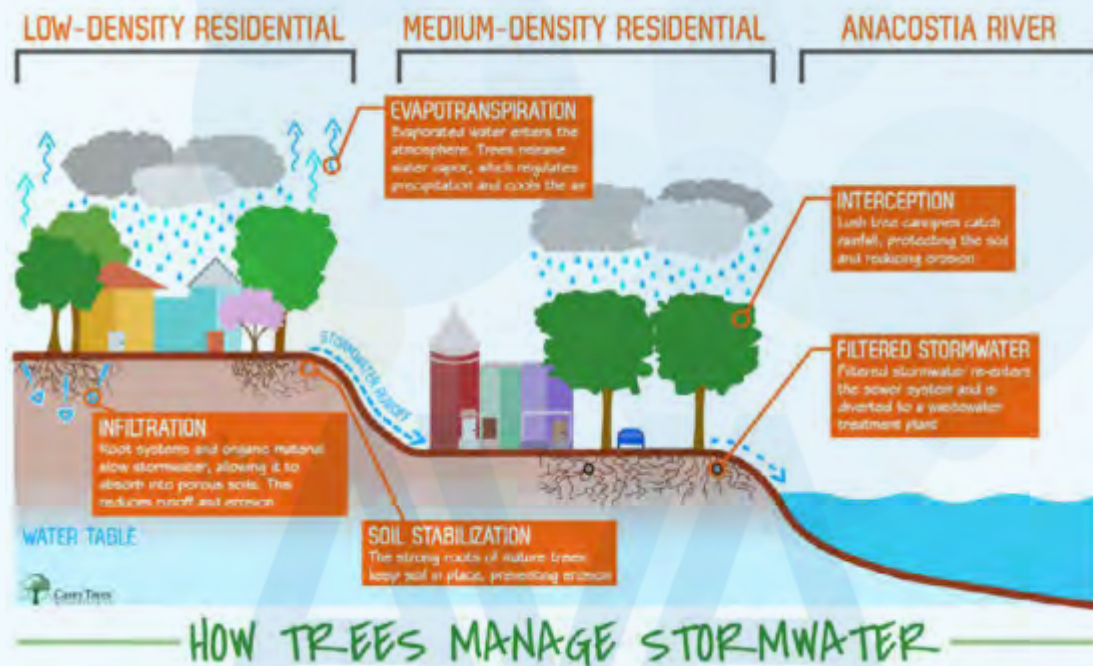 LOW-DENSITY RESIDENTIAL
MEDIUM-DENSITY RESIDENTIAL
ANACOSTIA RIVER
EVAPOTRANSPIRATION
Evaporated water enters the
atmosphere. Trees release
water vapor, which regulates
precipitation and cools the air
INTERCEPTION
Lush tree canopies catch
rainfall, protecting the soil
and reducing erosion
STORMWATER RUNOFF
FILTERED STORMWATER
Filtered stormwater re-enters
the sewer system and is
diverted to a wastewater
treatment plant
INFILTRATION
Root systems and organic material
slow stormwater, allowing it to
absorb into porous soils. This
reduces runoff and erosion
WATER TABLE
SOIL STABILIZATION
The strong roots of mature trees
keep soil in place, preventing erosion
Casey Trees
HOW TREES MANAGE STORMWATER